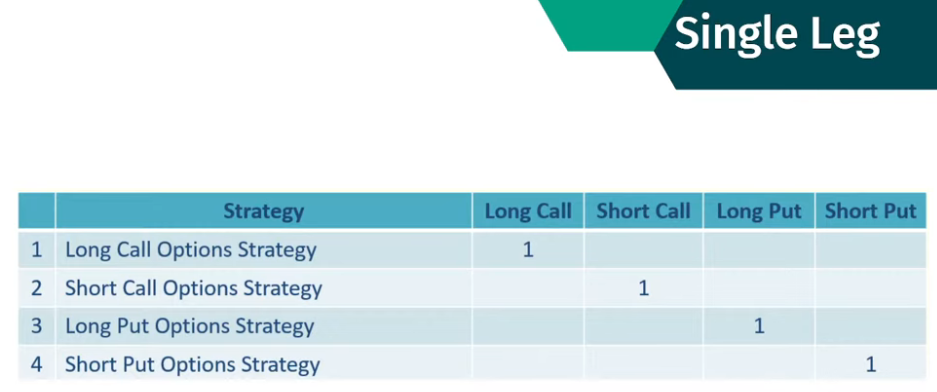 Single Leg
Strategy Long Call Short Call Long Put Short Put
1 Long Call Options Strategy 1
2 Short Call Options Strategy 1
3 Long Put Options Strategy 1
4 Short Put Options Strategy 1